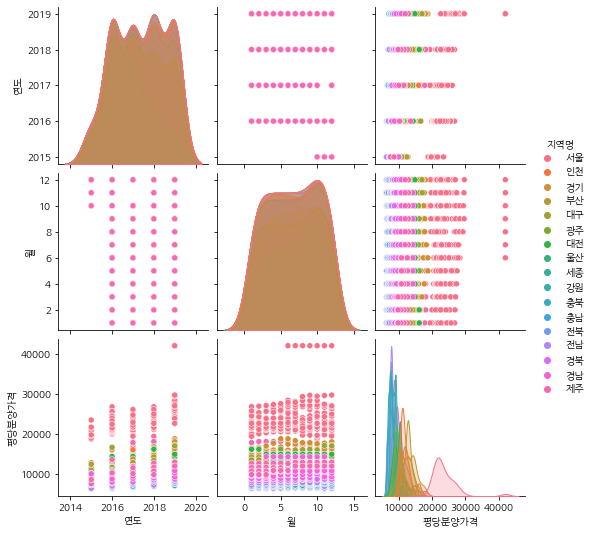 2019
2018
2017
2016
2015
연도
12
10
8
6
4
2
월
40000
30000
20000
10000
평당분양가격
2014 2016 2018 2020
연도
0 5 10 15
월
10000 20000 30000 40000
평당분양가격
지역명
서울
인천
경기
부산
대구
광주
대전
울산
세종
강원
충북
충남
전북
전남
경북
경남
제주